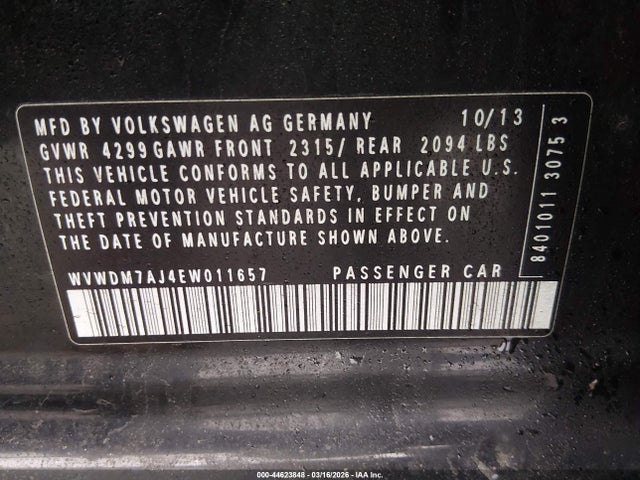 MFD BY VOLKSWAGEN AG GERMANY 10/13
GVWR 4299 GAWR FRONT 2315/ REAR 2094 LBS
THIS VEHICLE CONFORMS TO ALL APPLICABLE U.S.
FEDERAL MOTOR VEHICLE SAFETY, BUMPER AND
THEFT PREVENTION STANDARDS IN EFFECT ON
THE DATE OF MANUFACTURE SHOWN ABOVE.
WVWDM7AJ4EW011657 PASSENGER CAR
8401011 3075 3
000-44623848 - 03/16/2026 - IAA Inc.